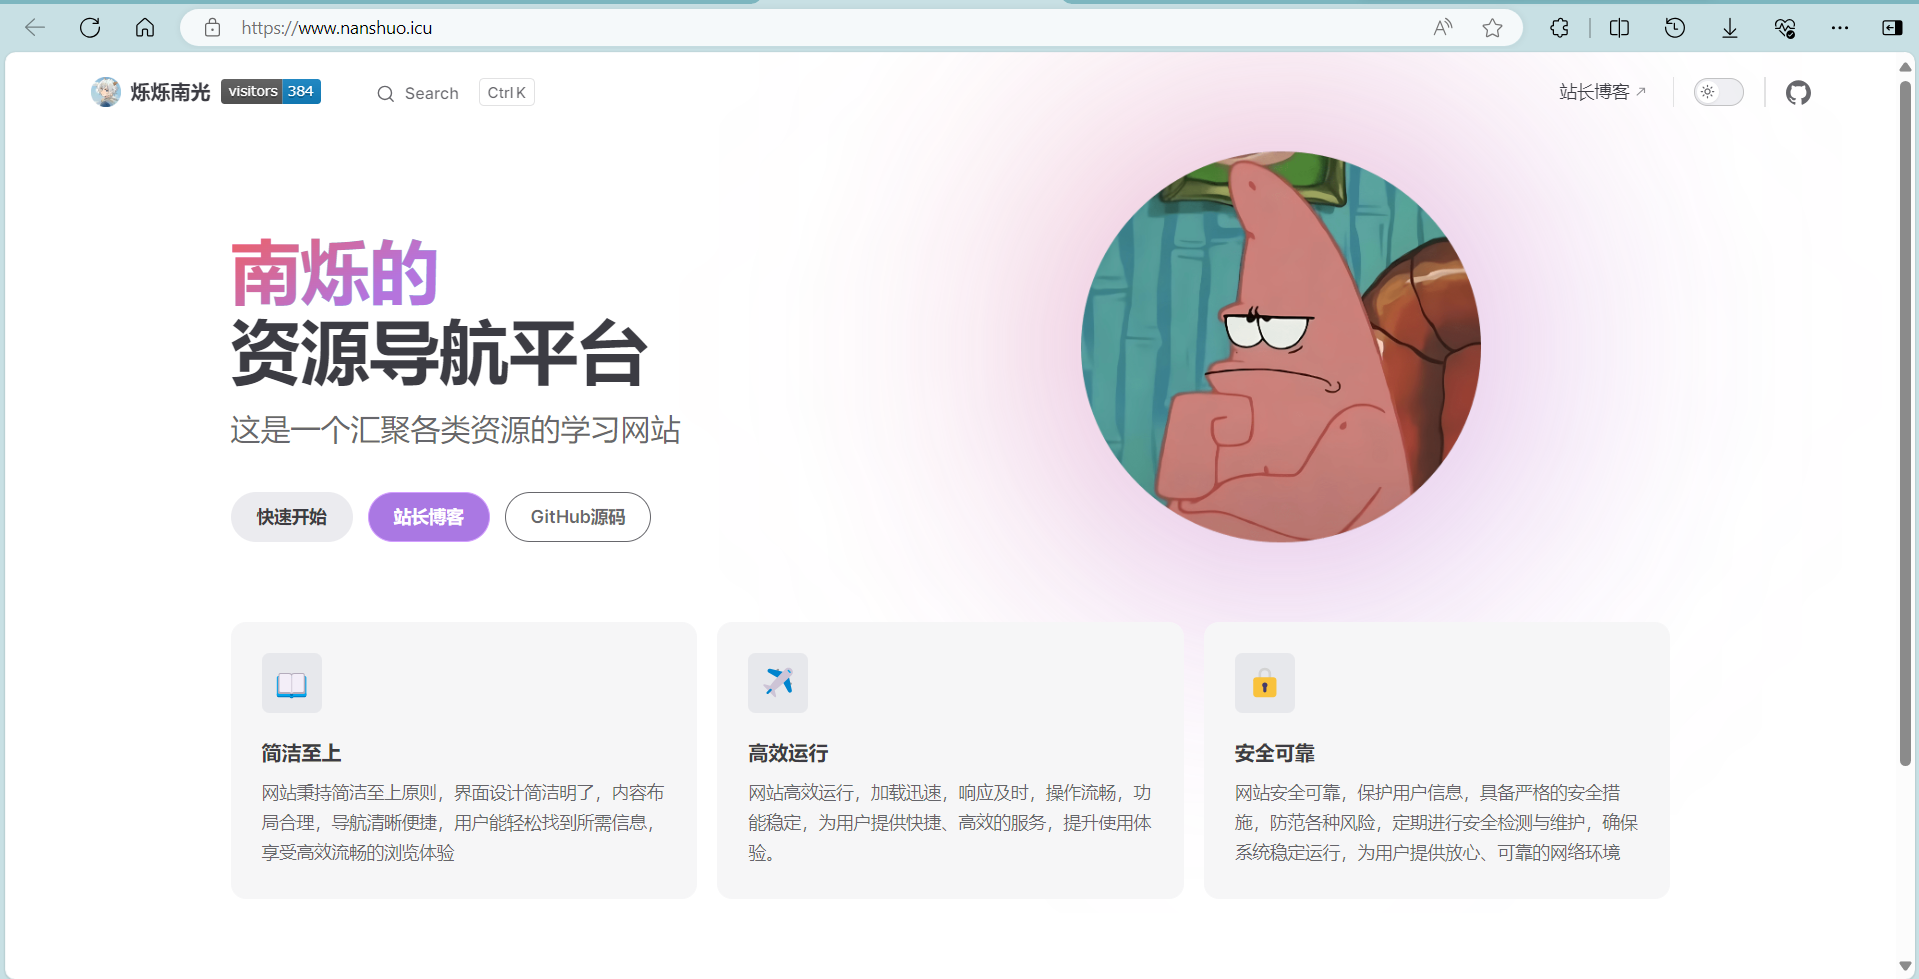 https://www.nanshuo.icu
烁烁南光
visitors 384
Search
Ctrl K
站长博客
南烁的
资源导航平台
这是一个汇聚各类资源的学习网站
快速开始
站长博客
GitHub源码
简洁至上
网站秉持简洁至上原则，界面设计简洁明了，内容布
局合理，导航清晰便捷，用户能轻松找到所需信息，
享受高效流畅的浏览体验
高效运行
网站高效运行，加载迅速，响应及时，操作流畅，功
能稳定，为用户提供快捷、高效的服务，提升使用体
验。
安全可靠
网站安全可靠，保护用户信息，具备严格的安全措
施，防范各种风险，定期进行安全检测与维护，确保
系统稳定运行，为用户提供放心、可靠的网络环境